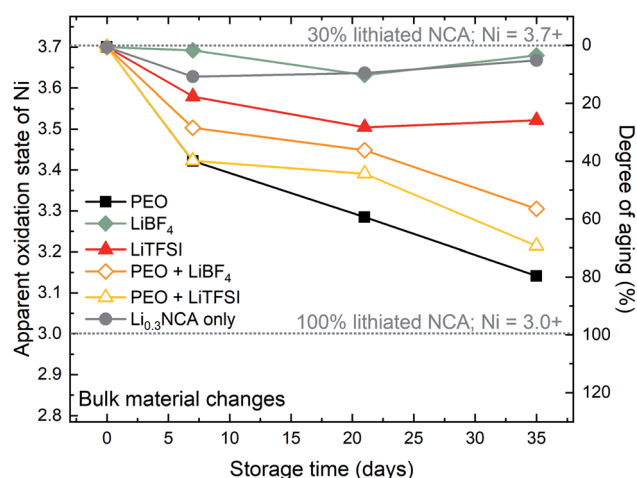 30% lithiated NCA; Ni = 3.7+
3.7
3.6
3.5
3.4
3.3
3.2
3.1
3.0
2.9
2.8
Apparent oxidation state of Ni
0
20
40
60
80
100
120
Degree of aging (%)
PEO
LiBF₄
LiTFSI
PEO + LiBF₄
PEO + LiTFSI
Li₀.₃NCA only
100% lithiated NCA; Ni = 3.0+
Bulk material changes
0 5 10 15 20 25 30 35
Storage time (days)